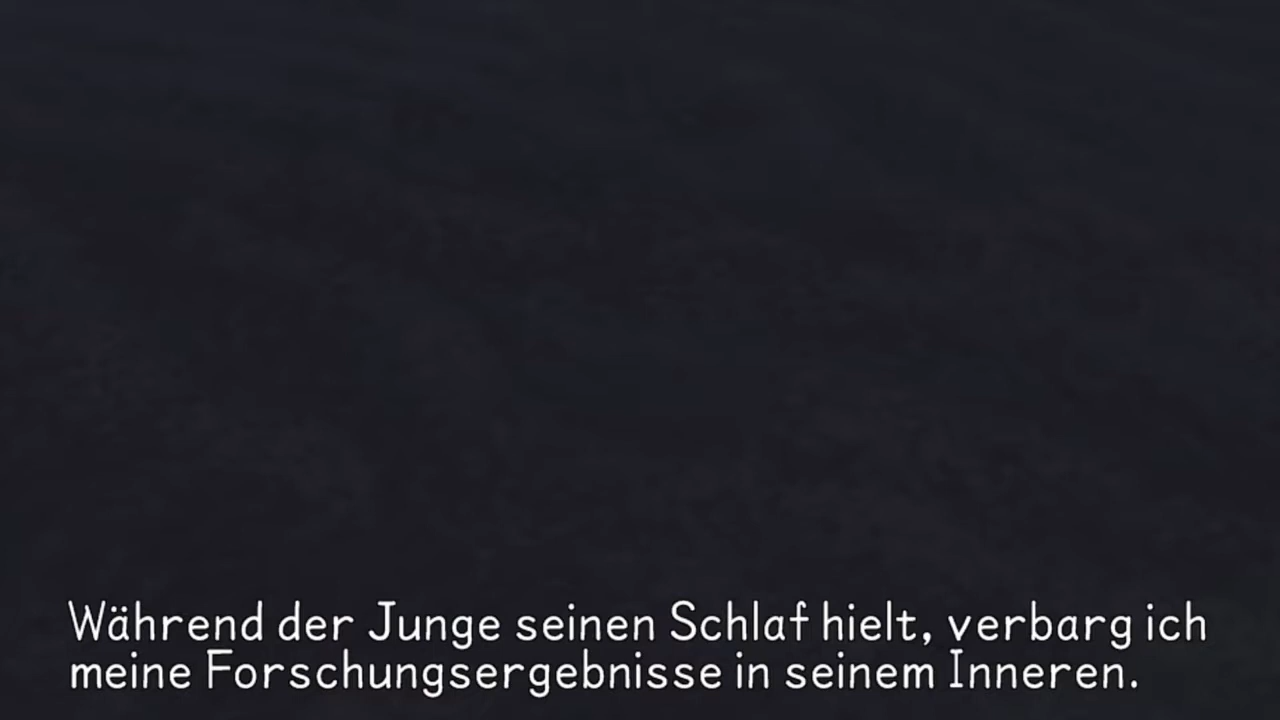 Während der Junge seinen Schlaf hielt, verbarg ich
meine Forschungsergebnisse in seinem Inneren.